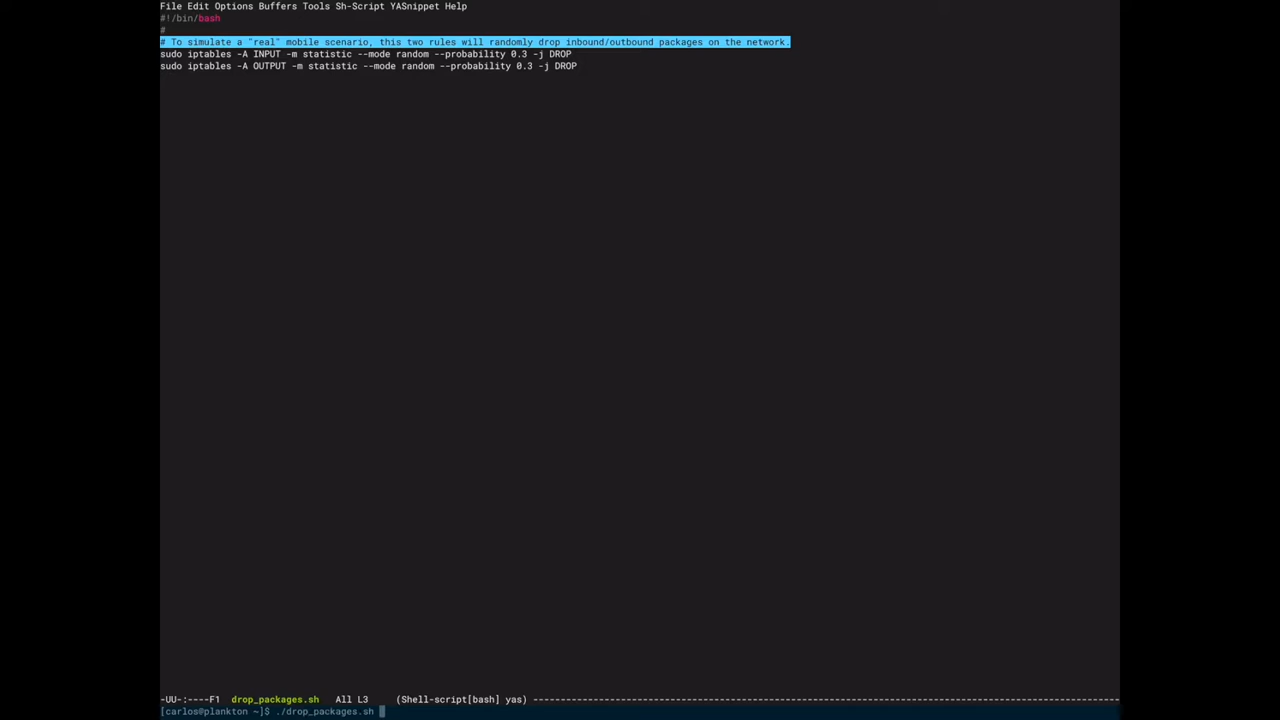 File Edit Options Buffers Tools Sh-Script YASnippet Help
#!/bin/bash
#
# To simulate a "real" mobile scenario, this two rules will randomly drop inbound/outbound packages on the network.
sudo iptables -A INPUT -m statistic --mode random --probability 0.3 -j DROP
sudo iptables -A OUTPUT -m statistic --mode random --probability 0.3 -j DROP
-UU-:----F1  drop_packages.sh   All L3     (Shell-script[bash] yas) -----------------------------------------------------------------------------------------------------------
[carlos@plankton ~]$ ./drop_packages.sh